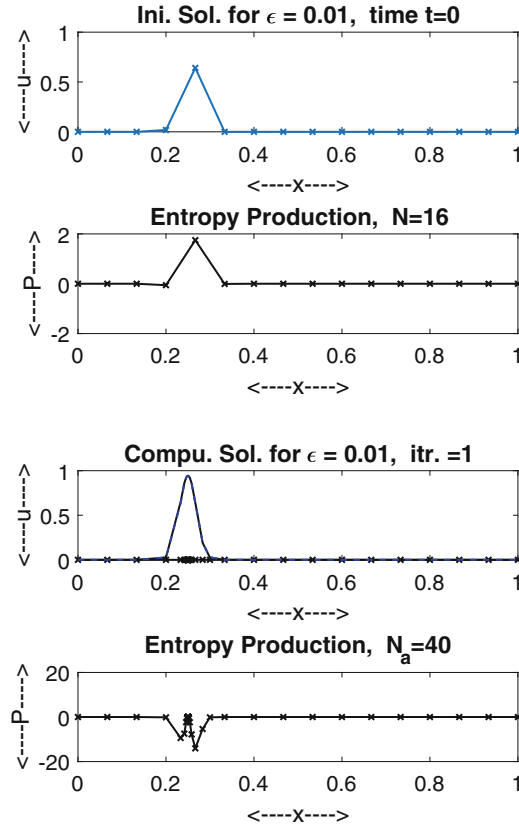 Ini. Sol. for ϵ = 0.01, time t=0
1
0.5
0
<----u---->
0 0.2 0.4 0.6 0.8 1
<----x---->
Entropy Production, N=16
2
0
-2
<----P---->
0 0.2 0.4 0.6 0.8 1
<----x---->
Compu. Sol. for ϵ = 0.01, itr. =1
1
0.5
0
<----u---->
0 0.2 0.4 0.6 0.8 1
<----x---->
Entropy Production, N_a=40
20
0
-20
<----P---->
0 0.2 0.4 0.6 0.8 1
<----x---->